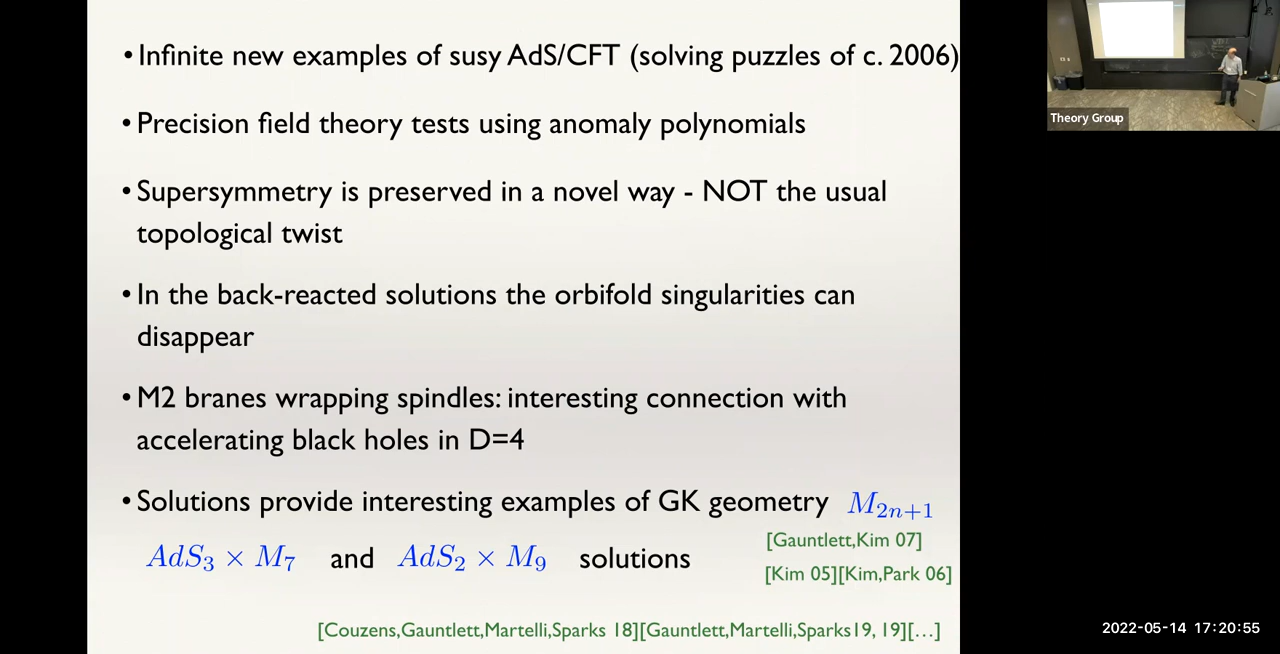 • Infinite new examples of susy AdS/CFT (solving puzzles of c. 2006)
• Precision field theory tests using anomaly polynomials
• Supersymmetry is preserved in a novel way - NOT the usual
topological twist
• In the back-reacted solutions the orbifold singularities can
disappear
• M2 branes wrapping spindles: interesting connection with
accelerating black holes in D=4
• Solutions provide interesting examples of GK geometry M_{2n+1}
AdS_3 × M_7 and AdS_2 × M_9 solutions
[Gauntlett,Kim 07]
[Kim 05][Kim,Park 06]
[Couzens,Gauntlett,Martelli,Sparks 18][Gauntlett,Martelli,Sparks19, 19][...]
Theory Group
2022-05-14 17:20:55